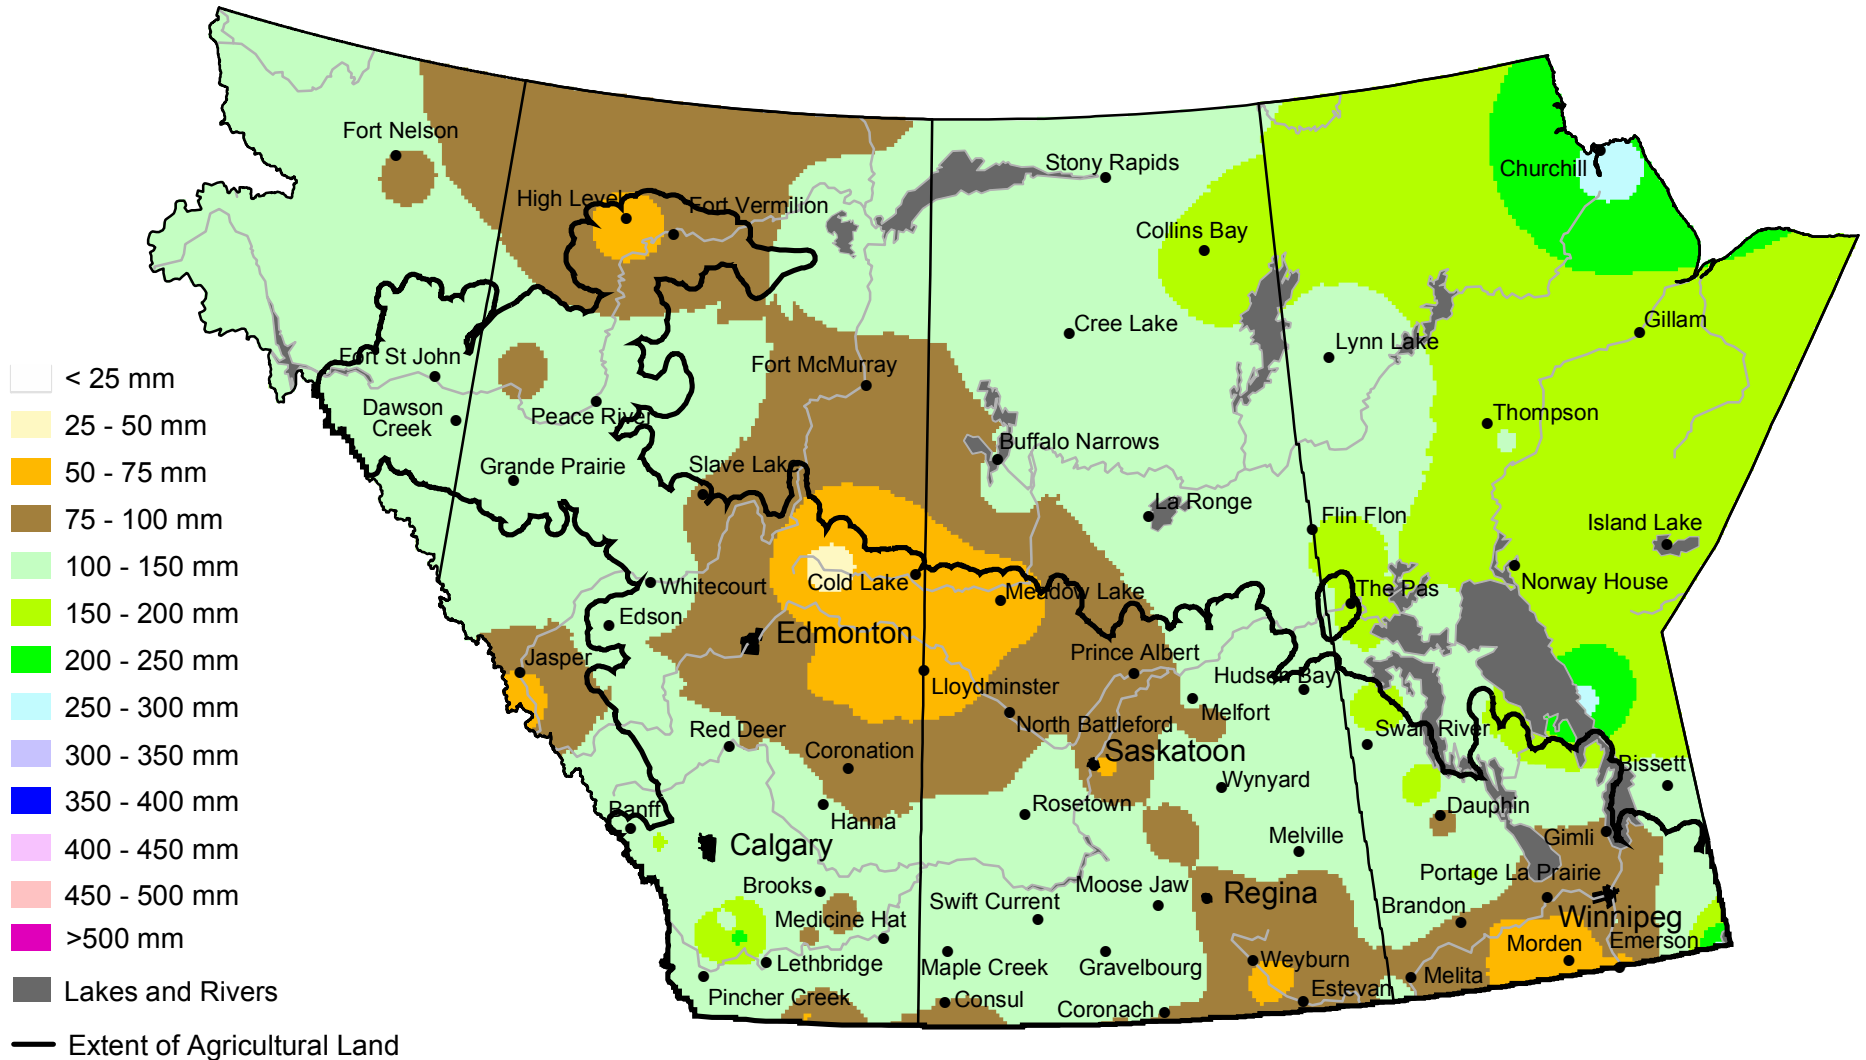 Fort Nelson
Stony Rapids
Churchill
High Level
Fort Vermilion
Collins Bay
Gillam
Cree Lake
Lynn Lake
Fort St John
Fort McMurray
< 25 mm
25 - 50 mm
50 - 75 mm
75 - 100 mm
100 - 150 mm
150 - 200 mm
200 - 250 mm
250 - 300 mm
300 - 350 mm
350 - 400 mm
400 - 450 mm
450 - 500 mm
>500 mm
Lakes and Rivers
Extent of Agricultural Land
Dawson
Creek
Peace River
Thompson
Buffalo Narrows
Grande Prairie
Slave Lake
La Ronge
Flin Flon
Island Lake
Whitecourt
Cold Lake
Meadow Lake
The Pas
Norway House
Edson
Edmonton
Jasper
Prince Albert
Hudson Bay
Lloydminster
Melfort
North Battleford
Red Deer
Swan River
Coronation
Saskatoon
Bissett
Wynyard
Banff
Hanna
Rosetown
Dauphin
Calgary
Melville
Gimli
Portage La Prairie
Brooks
Moose Jaw
Regina
Swift Current
Brandon
Medicine Hat
Winnipeg
Morden
Emerson
Lethbridge
Maple Creek
Gravelbourg
Weyburn
Melita
Pincher Creek
Consul
Coronach
Estevan